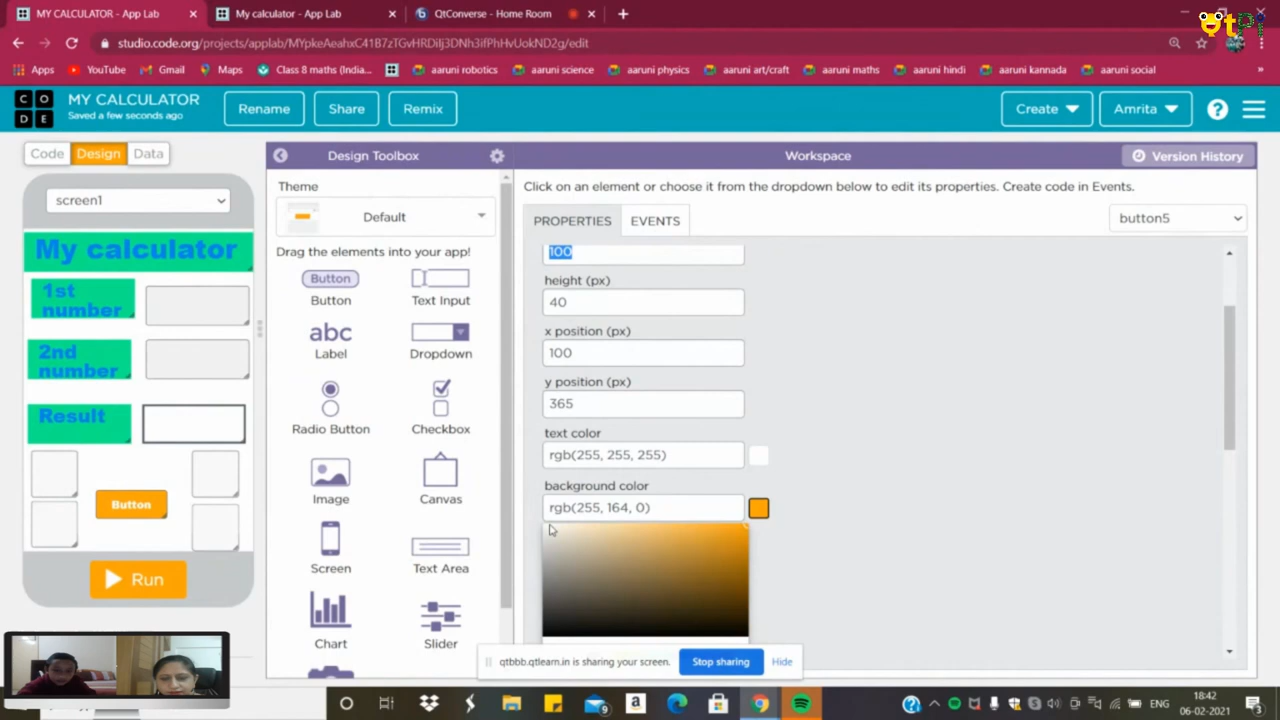 MY CALCULATOR - App Lab
My calculator - App Lab
QtConverse - Home Room
QtPi
studio.code.org/projects/applab/MYpkeAeahxC41B7zTGvHRDiIj3DNh3ifPhHvUokND2g/edit
Apps YouTube Gmail Maps Class 8 maths (India... aaruni robotics aaruni science aaruni physics aaruni art/craft aaruni maths aaruni hindi aaruni kannada aaruni social »
CO
DE
MY CALCULATOR
Saved a few seconds ago
Rename Share Remix Create Amrita ?
Code Design Data
Design Toolbox
Workspace
Version History
screen1
Theme
Default
Drag the elements into your app!
Click on an element or choose it from the dropdown below to edit its properties. Create code in Events.
PROPERTIES EVENTS
button5
My calculator
1st
number
2nd
number
Result
Button
Run
Button
Button
Text Input
abc
Label
Dropdown
Radio Button
Checkbox
Image
Canvas
Screen
Text Area
Chart
Slider
100
height (px)
40
x position (px)
100
y position (px)
365
text color
rgb(255, 255, 255)
background color
rgb(255, 164, 0)
qtbbb.qtlearn.in is sharing your screen. Stop sharing Hide
ENG
18:42
06-02-2021